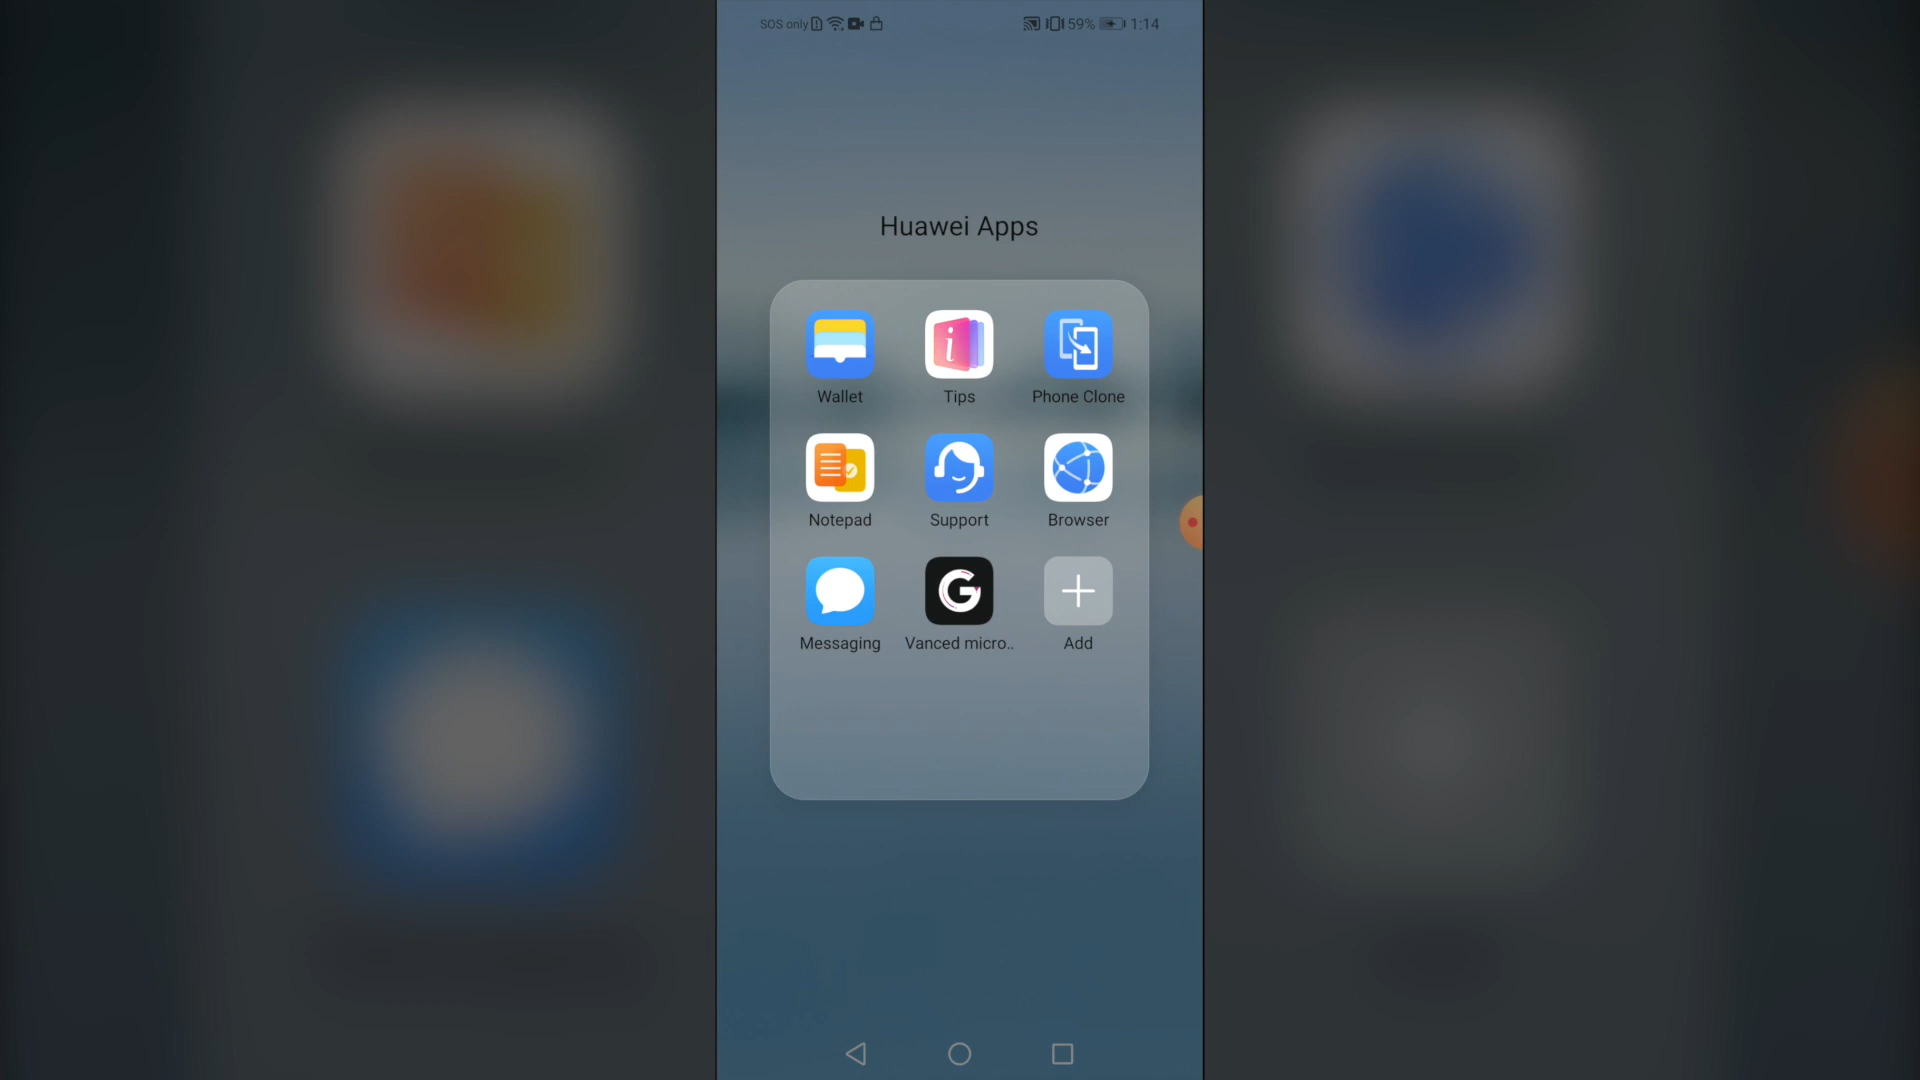 SOS only 59% 1:14
Huawei Apps
Wallet Tips Phone Clone
Notepad Support Browser
Messaging Vanced micro.. Add